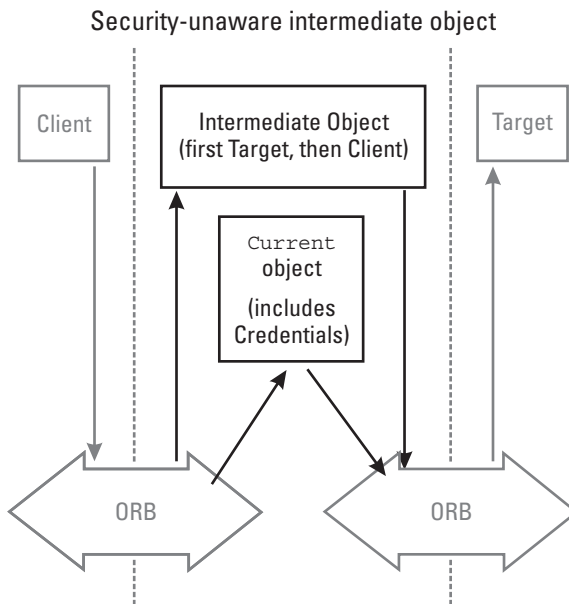 Security-unaware intermediate object
Client
Intermediate Object
(first Target, then Client)
Target
Current
object
(includes
Credentials)
ORB
ORB